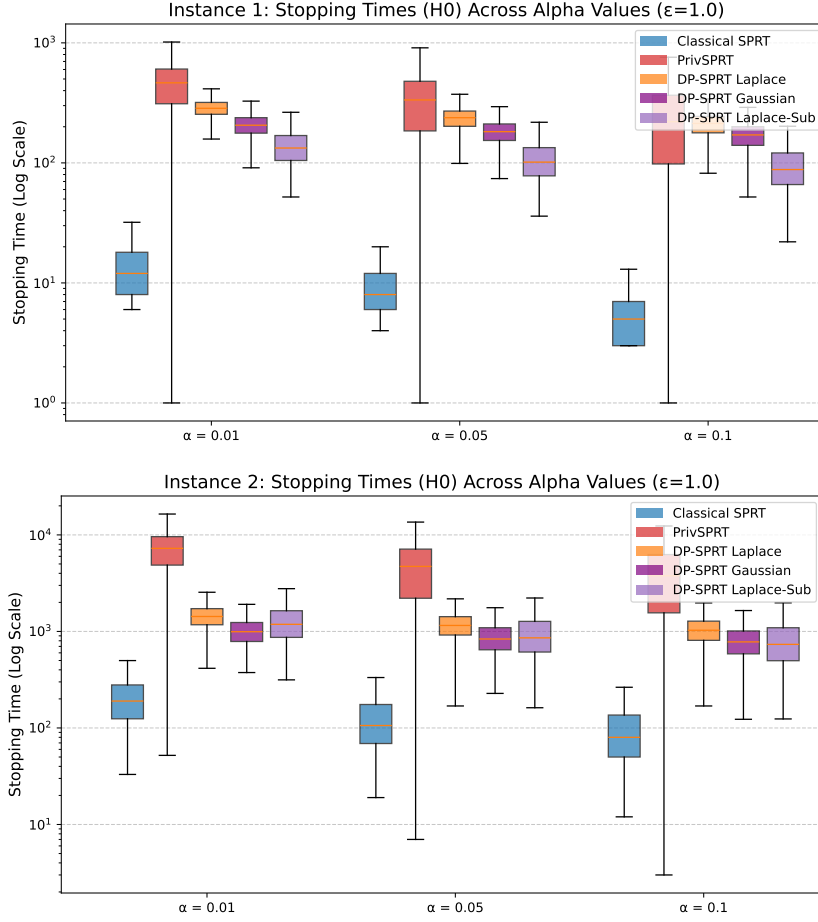 Instance 1: Stopping Times (H0) Across Alpha Values (ε=1.0)
Stopping Time (Log Scale)
10³
10²
10¹
10⁰
Classical SPRT
PrivSPRT
DP-SPRT Laplace
DP-SPRT Gaussian
DP-SPRT Laplace-Sub
α = 0.01
α = 0.05
α = 0.1
Instance 2: Stopping Times (H0) Across Alpha Values (ε=1.0)
Stopping Time (Log Scale)
10⁴
10³
10²
10¹
Classical SPRT
PrivSPRT
DP-SPRT Laplace
DP-SPRT Gaussian
DP-SPRT Laplace-Sub
α = 0.01
α = 0.05
α = 0.1